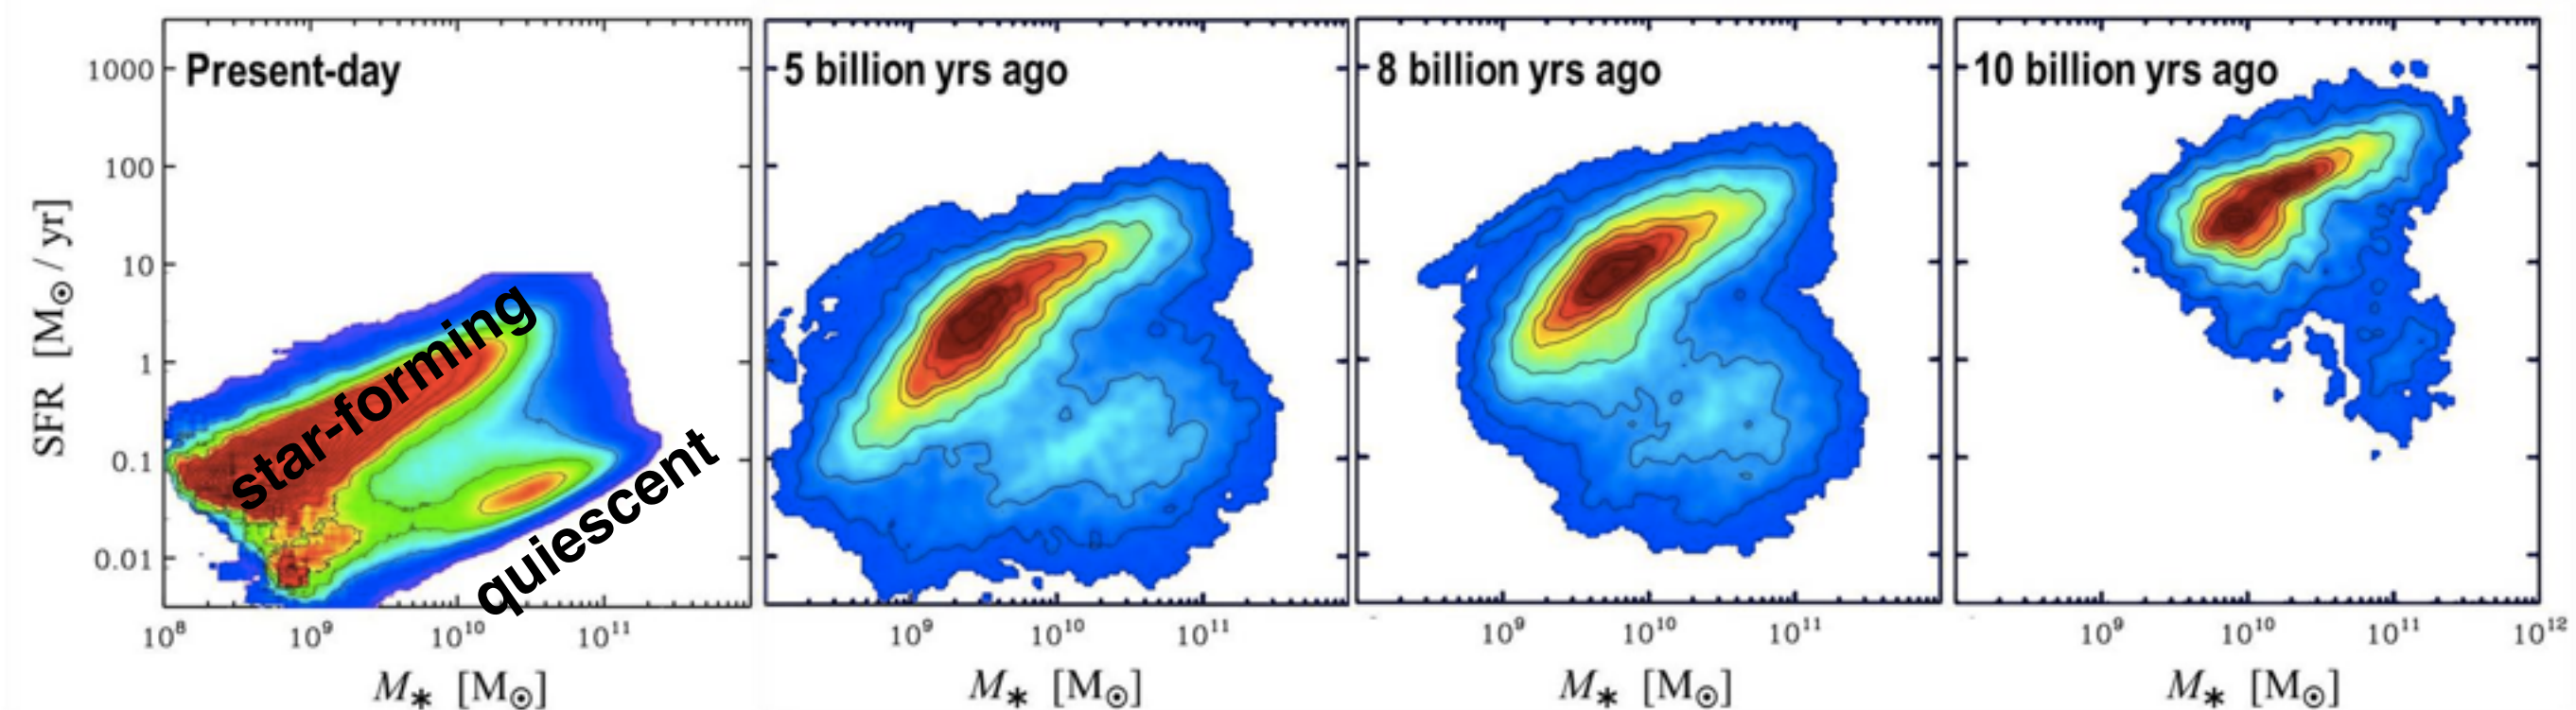 Present-day
5 billion yrs ago
8 billion yrs ago
10 billion yrs ago
SFR [M⊙ / yr]
1000
100
10
1
0.1
0.01
star-forming
quiescent
10⁸ 10⁹ 10¹⁰ 10¹¹
10⁹ 10¹⁰ 10¹¹
10⁹ 10¹⁰ 10¹¹
10⁹ 10¹⁰ 10¹¹ 10¹²
M∗ [M⊙]
M∗ [M⊙]
M∗ [M⊙]
M∗ [M⊙]